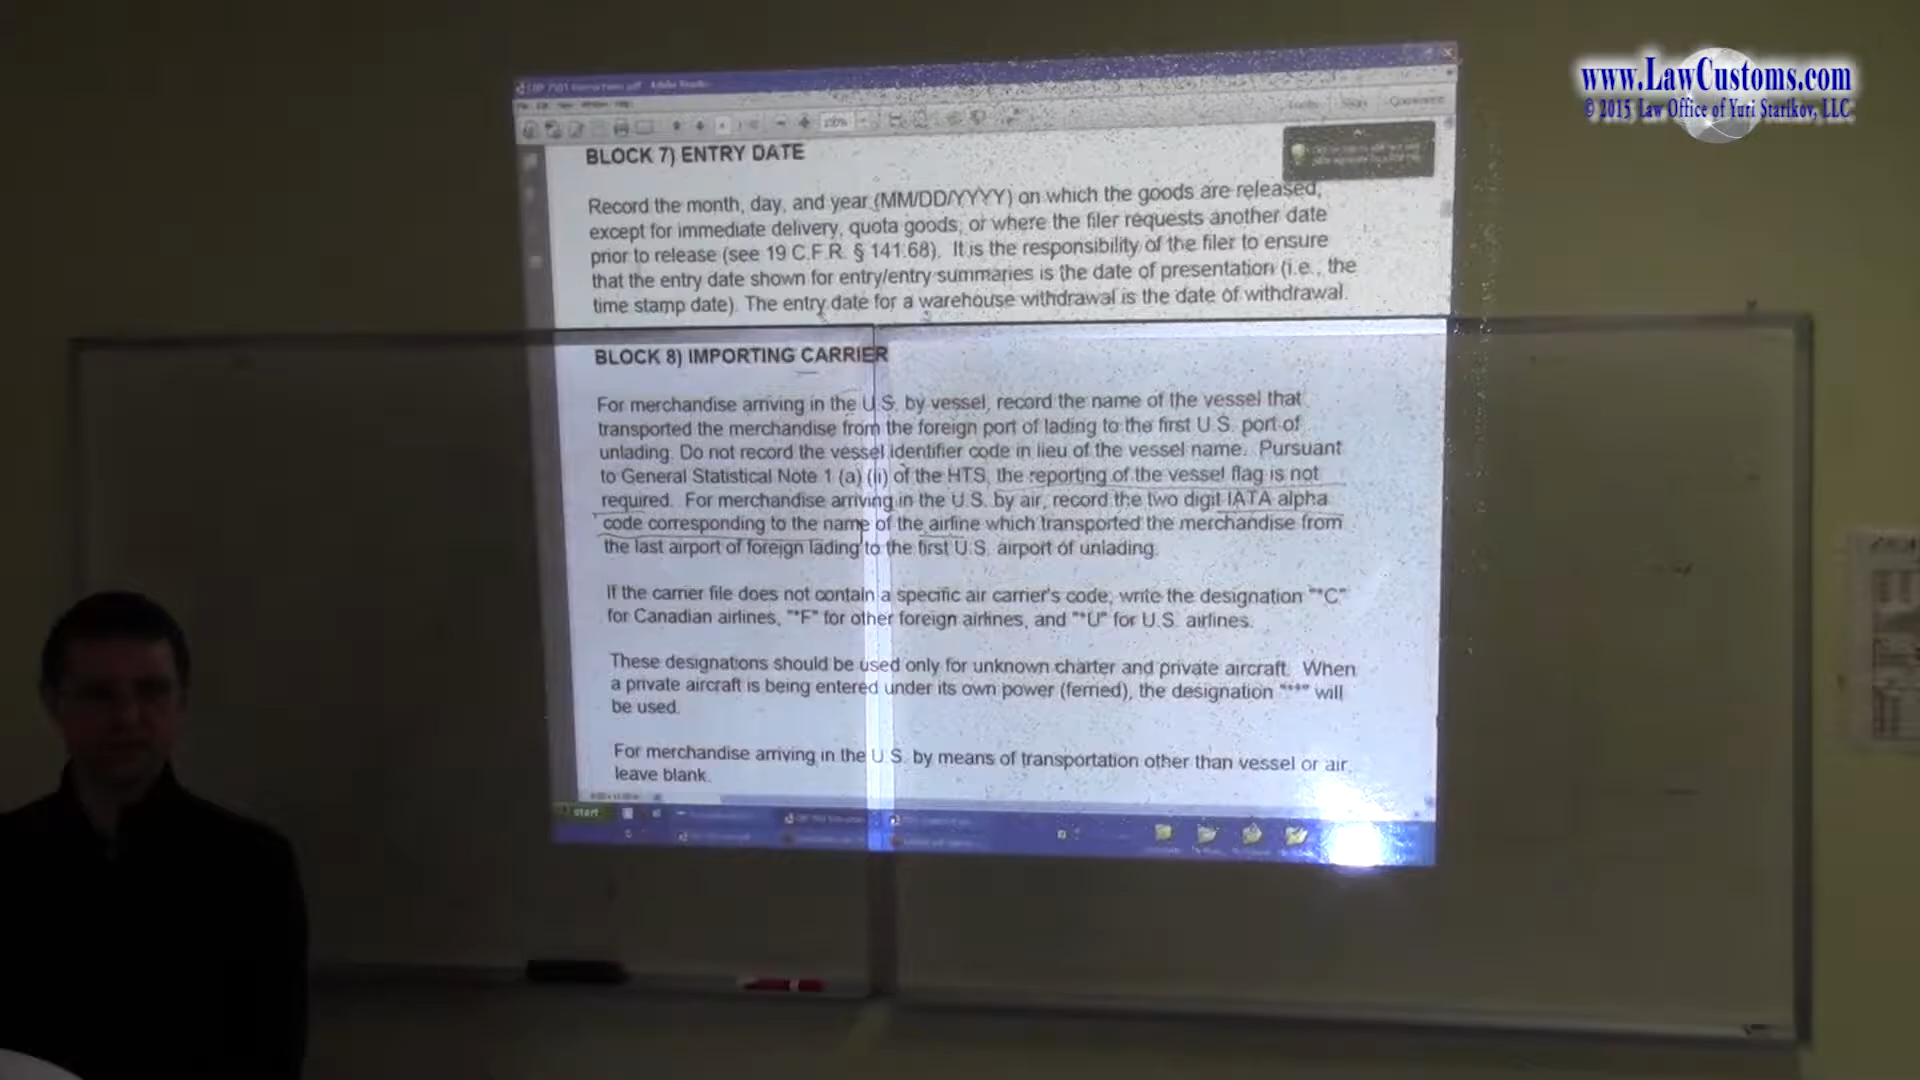 www.LawCustoms.com
© 2015 Law Office of Yuri Starikov, LLC
CBP 7501 Instructions.pdf - Adobe Reader
BLOCK 7) ENTRY DATE
Record the month, day, and year (MM/DD/YYYY) on which the goods are released,
except for immediate delivery, quota goods, or where the filer requests another date
prior to release (see 19 C.F.R. § 141.68). It is the responsibility of the filer to ensure
that the entry date shown for entry/entry summaries is the date of presentation (i.e., the
time stamp date). The entry date for a warehouse withdrawal is the date of withdrawal.
BLOCK 8) IMPORTING CARRIER
For merchandise arriving in the U.S. by vessel, record the name of the vessel that
transported the merchandise from the foreign port of lading to the first U.S. port of
unlading. Do not record the vessel identifier code in lieu of the vessel name. Pursuant
to General Statistical Note 1 (a) (ii) of the HTS, the reporting of the vessel flag is not
required. For merchandise arriving in the U.S. by air, record the two digit IATA alpha
code corresponding to the name of the airline which transported the merchandise from
the last airport of foreign lading to the first U.S. airport of unlading.
If the carrier file does not contain a specific air carrier's code, write the designation "*C"
for Canadian airlines, "*F" for other foreign airlines, and "*U" for U.S. airlines.
These designations should be used only for unknown charter and private aircraft. When
a private aircraft is being entered under its own power (ferried), the designation "**" will
be used.
For merchandise arriving in the U.S. by means of transportation other than vessel or air,
leave blank.
start